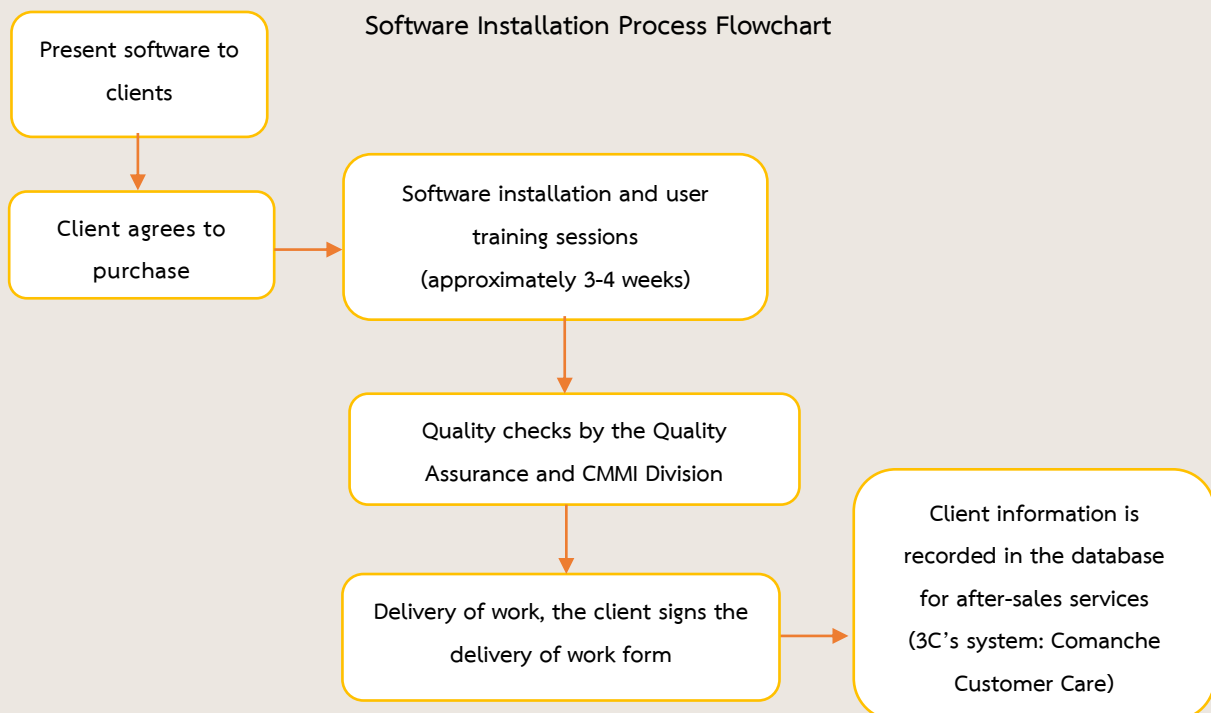 Software Installation Process Flowchart
Present software to
clients
Client agrees to
purchase
Software installation and user
training sessions
(approximately 3-4 weeks)
Quality checks by the Quality
Assurance and CMMI Division
Delivery of work, the client signs the
delivery of work form
Client information is
recorded in the database
for after-sales services
(3C’s system: Comanche
Customer Care)